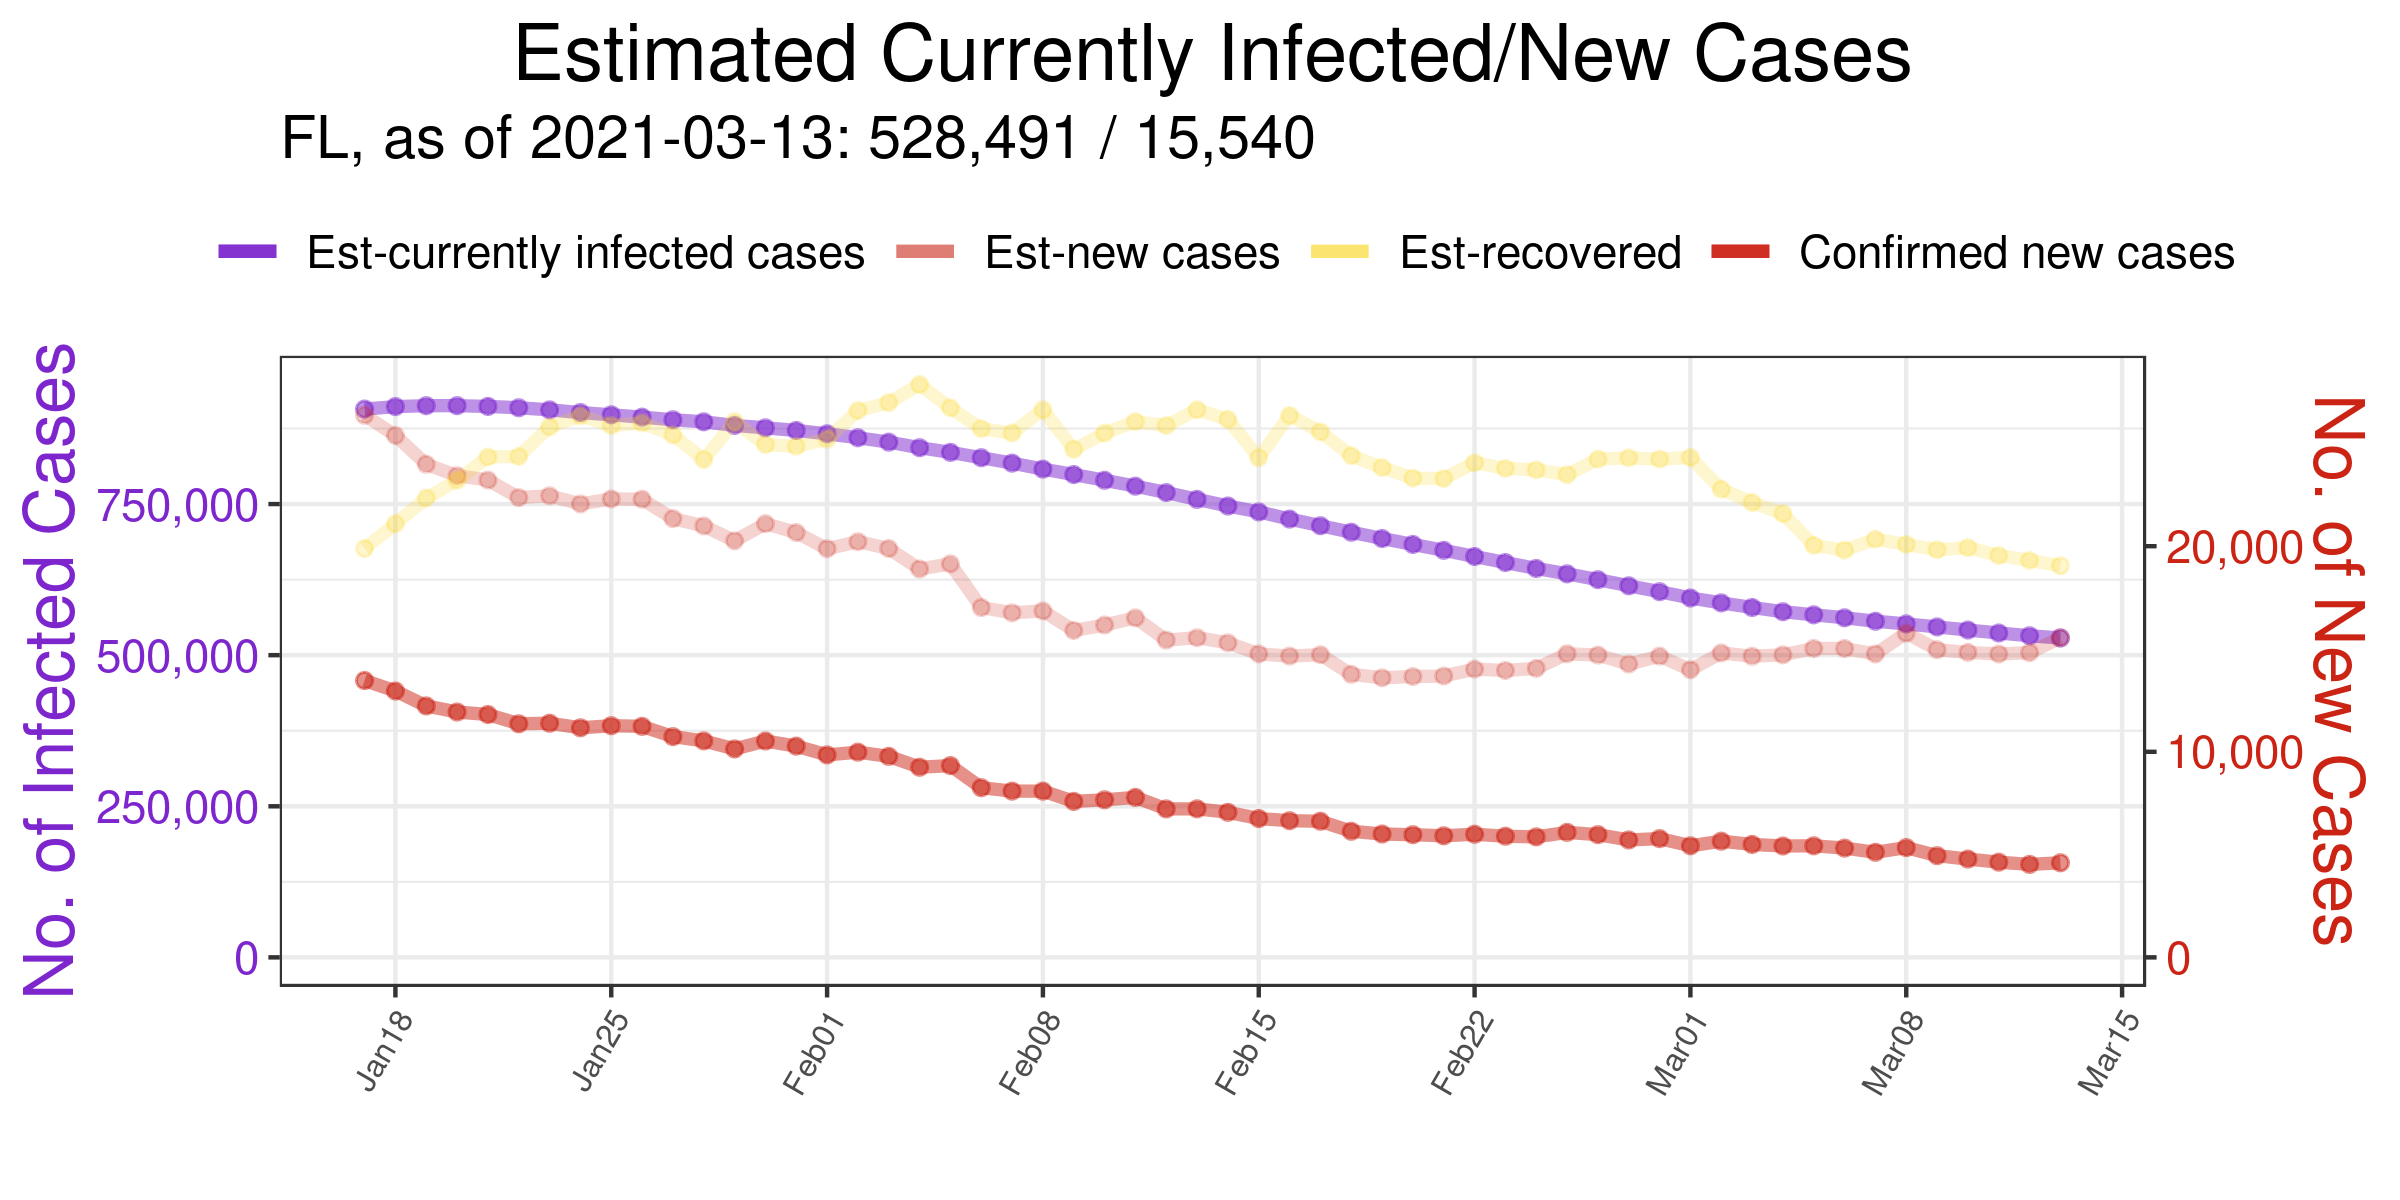 Estimated Currently Infected/New Cases
FL, as of 2021-03-13: 528,491 / 15,540
Est-currently infected cases Est-new cases Est-recovered Confirmed new cases
No. of Infected Cases
750,000
500,000
250,000
0
No. of New Cases
20,000
10,000
0
Jan18 Jan25 Feb01 Feb08 Feb15 Feb22 Mar01 Mar08 Mar15